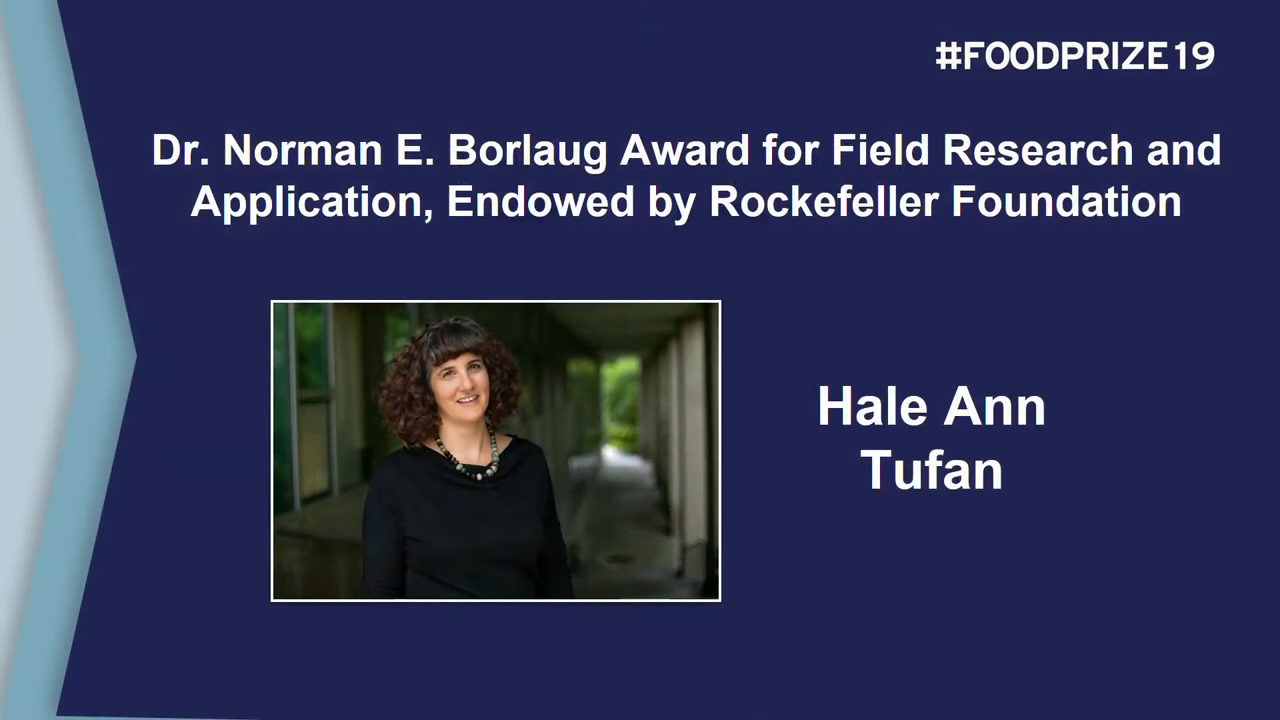 #FOODPRIZE19
Dr. Norman E. Borlaug Award for Field Research and
Application, Endowed by Rockefeller Foundation
Hale Ann
Tufan